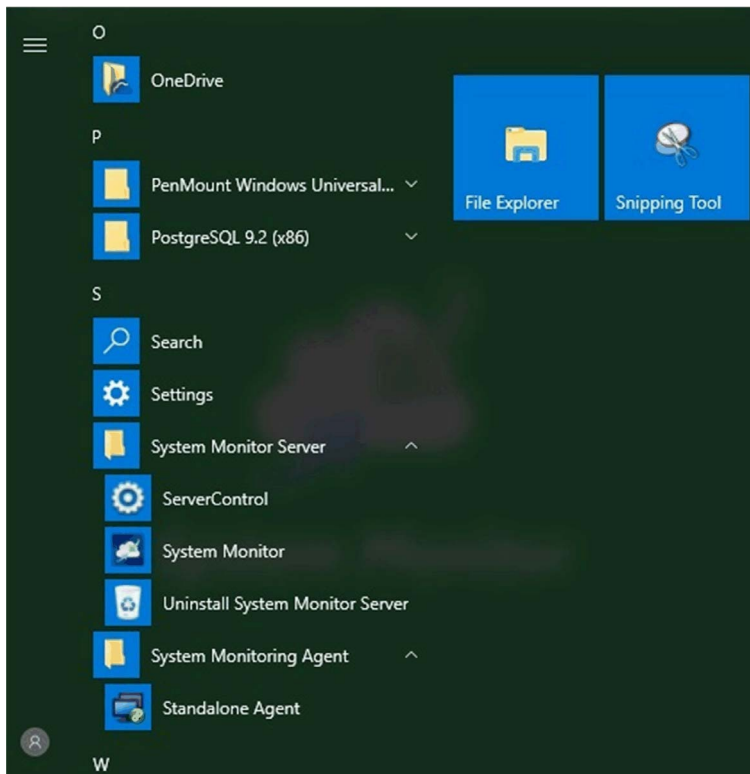 O
OneDrive
P
PenMount Windows Universal...
PostgreSQL 9.2 (x86)
S
Search
Settings
System Monitor Server
ServerControl
System Monitor
Uninstall System Monitor Server
System Monitoring Agent
Standalone Agent
W
File Explorer
Snipping Tool